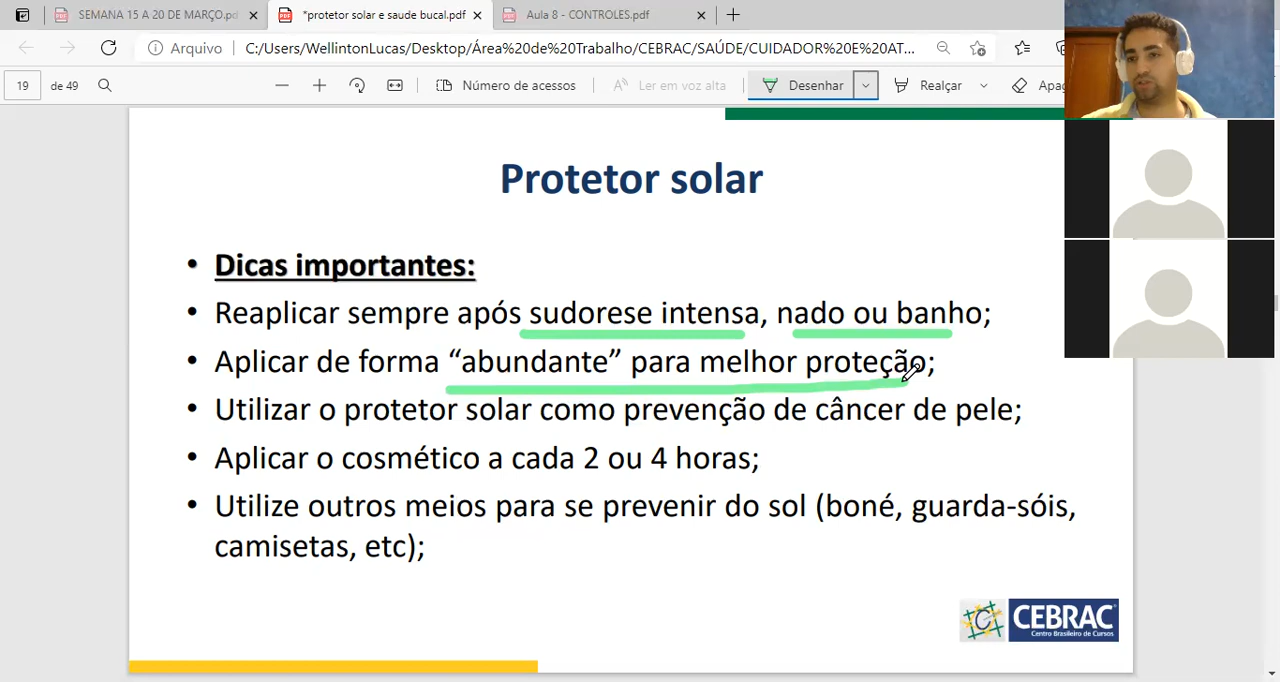 SEMANA 15 A 20 DE MARÇO.pd
*protetor solar e saude bucal.pdf
Aula 8 - CONTROLES.pdf
Arquivo
C:/Users/WellintonLucas/Desktop/Área%20de%20Trabalho/CEBRAC/SAÚDE/CUIDADOR%20E%20AT...
19 de 49
Número de acessos
Ler em voz alta
Desenhar
Realçar
Apag
Protetor solar
• Dicas importantes:
• Reaplicar sempre após sudorese intensa, nado ou banho;
• Aplicar de forma “abundante” para melhor proteção;
• Utilizar o protetor solar como prevenção de câncer de pele;
• Aplicar o cosmético a cada 2 ou 4 horas;
• Utilize outros meios para se prevenir do sol (boné, guarda-sóis,
camisetas, etc);
CEBRAC
Centro Brasileiro de Cursos